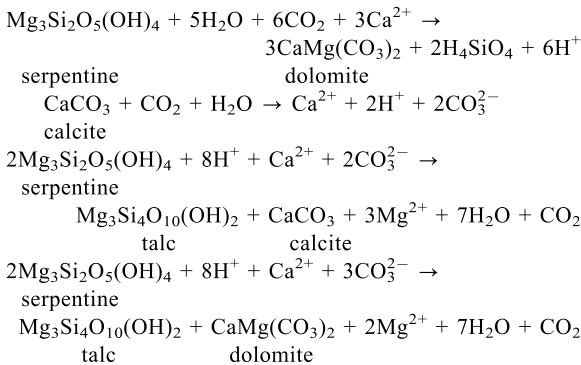 Mg₃Si₂O₅(OH)₄ + 5H₂O + 6CO₂ + 3Ca²⁺ →
3CaMg(CO₃)₂ + 2H₄SiO₄ + 6H⁺
serpentine dolomite
CaCO₃ + CO₂ + H₂O → Ca²⁺ + 2H⁺ + 2CO₃²⁻
calcite
2Mg₃Si₂O₅(OH)₄ + 8H⁺ + Ca²⁺ + 2CO₃²⁻ →
serpentine
Mg₃Si₄O₁₀(OH)₂ + CaCO₃ + 3Mg²⁺ + 7H₂O + CO₂
talc calcite
2Mg₃Si₂O₅(OH)₄ + 8H⁺ + Ca²⁺ + 3CO₃²⁻ →
serpentine
Mg₃Si₄O₁₀(OH)₂ + CaMg(CO₃)₂ + 2Mg²⁺ + 7H₂O + CO₂
talc dolomite